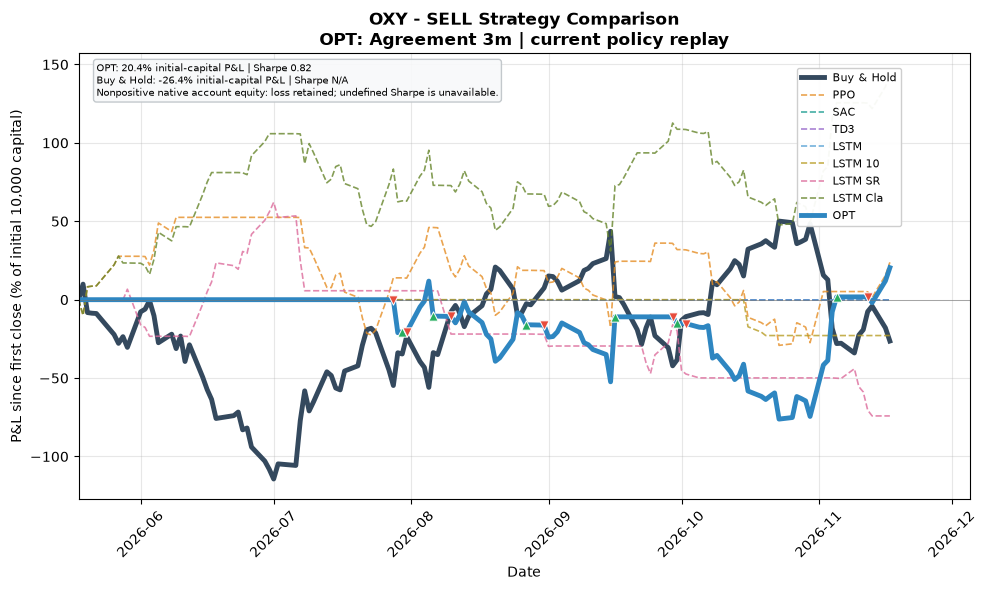 OXY - SELL Strategy Comparison
OPT: Agreement 3m | current policy replay
OPT: 20.4% initial-capital P&L | Sharpe 0.82
Buy & Hold: -26.4% initial-capital P&L | Sharpe N/A
Nonpositive native account equity: loss retained; undefined Sharpe is unavailable.
Buy & Hold
PPO
SAC
TD3
LSTM
LSTM 10
LSTM SR
LSTM Cla
OPT
P&L since first close (% of initial 10,000 capital)
150
100
50
0
−50
−100
2026-06
2026-07
2026-08
2026-09
2026-10
2026-11
2026-12
Date